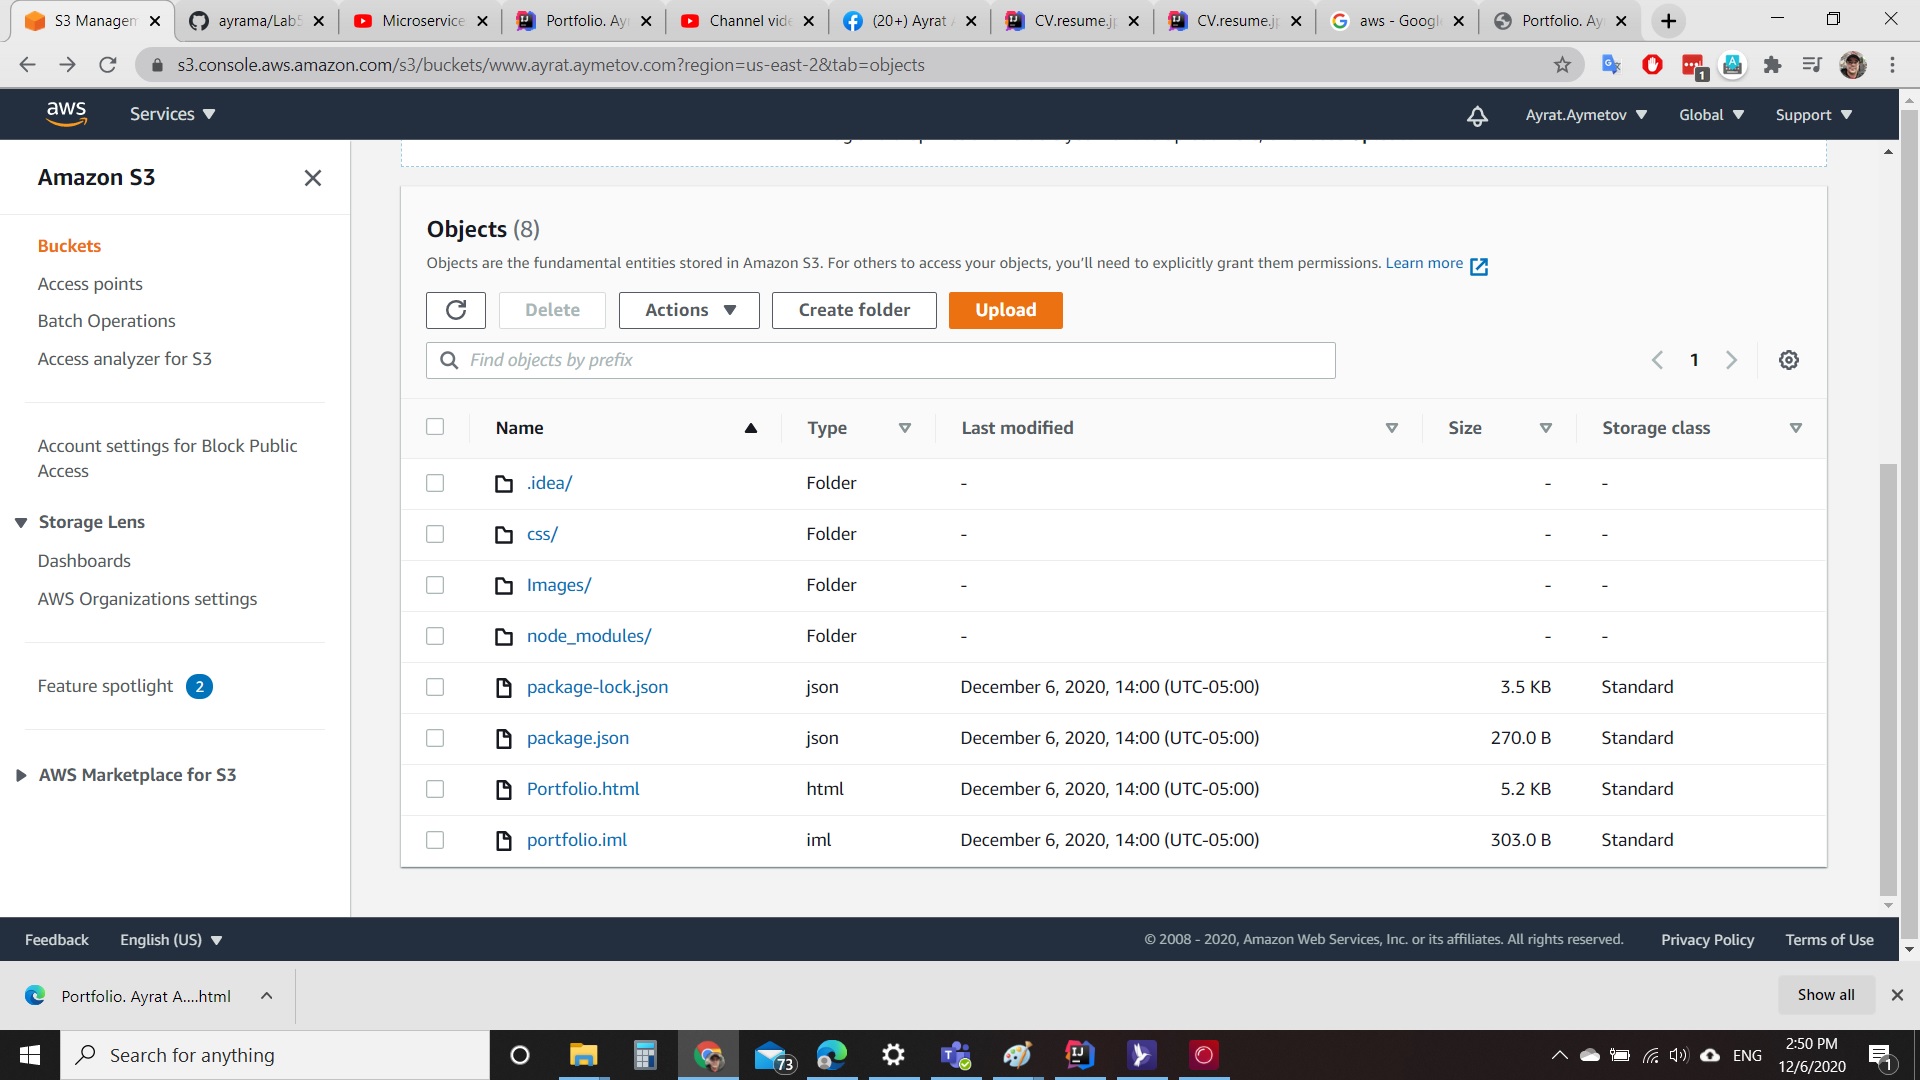 S3 Managem
ayrama/Lab5
Microservice
Portfolio. Ay
Channel vide
(20+) Ayrat
CV.resume.jp
CV.resume.jp
aws - Google
Portfolio. Ay
s3.console.aws.amazon.com/s3/buckets/www.ayrat.aymetov.com?region=us-east-2&tab=objects
1
aws
Services
Ayrat.Aymetov
Global
Support
Amazon S3
Buckets
Access points
Batch Operations
Access analyzer for S3
Account settings for Block Public
Access
Storage Lens
Dashboards
AWS Organizations settings
Feature spotlight 2
AWS Marketplace for S3
Objects (8)
Objects are the fundamental entities stored in Amazon S3. For others to access your objects, you'll need to explicitly grant them permissions. Learn more
Delete
Actions
Create folder
Upload
Find objects by prefix
1
Name Type Last modified Size Storage class
.idea/ Folder - - -
css/ Folder - - -
Images/ Folder - - -
node_modules/ Folder - - -
package-lock.json json December 6, 2020, 14:00 (UTC-05:00) 3.5 KB Standard
package.json json December 6, 2020, 14:00 (UTC-05:00) 270.0 B Standard
Portfolio.html html December 6, 2020, 14:00 (UTC-05:00) 5.2 KB Standard
portfolio.iml iml December 6, 2020, 14:00 (UTC-05:00) 303.0 B Standard
Feedback
English (US)
© 2008 - 2020, Amazon Web Services, Inc. or its affiliates. All rights reserved.
Privacy Policy
Terms of Use
Portfolio. Ayrat A....html
Show all
Search for anything
73
ENG
2:50 PM
12/6/2020
1